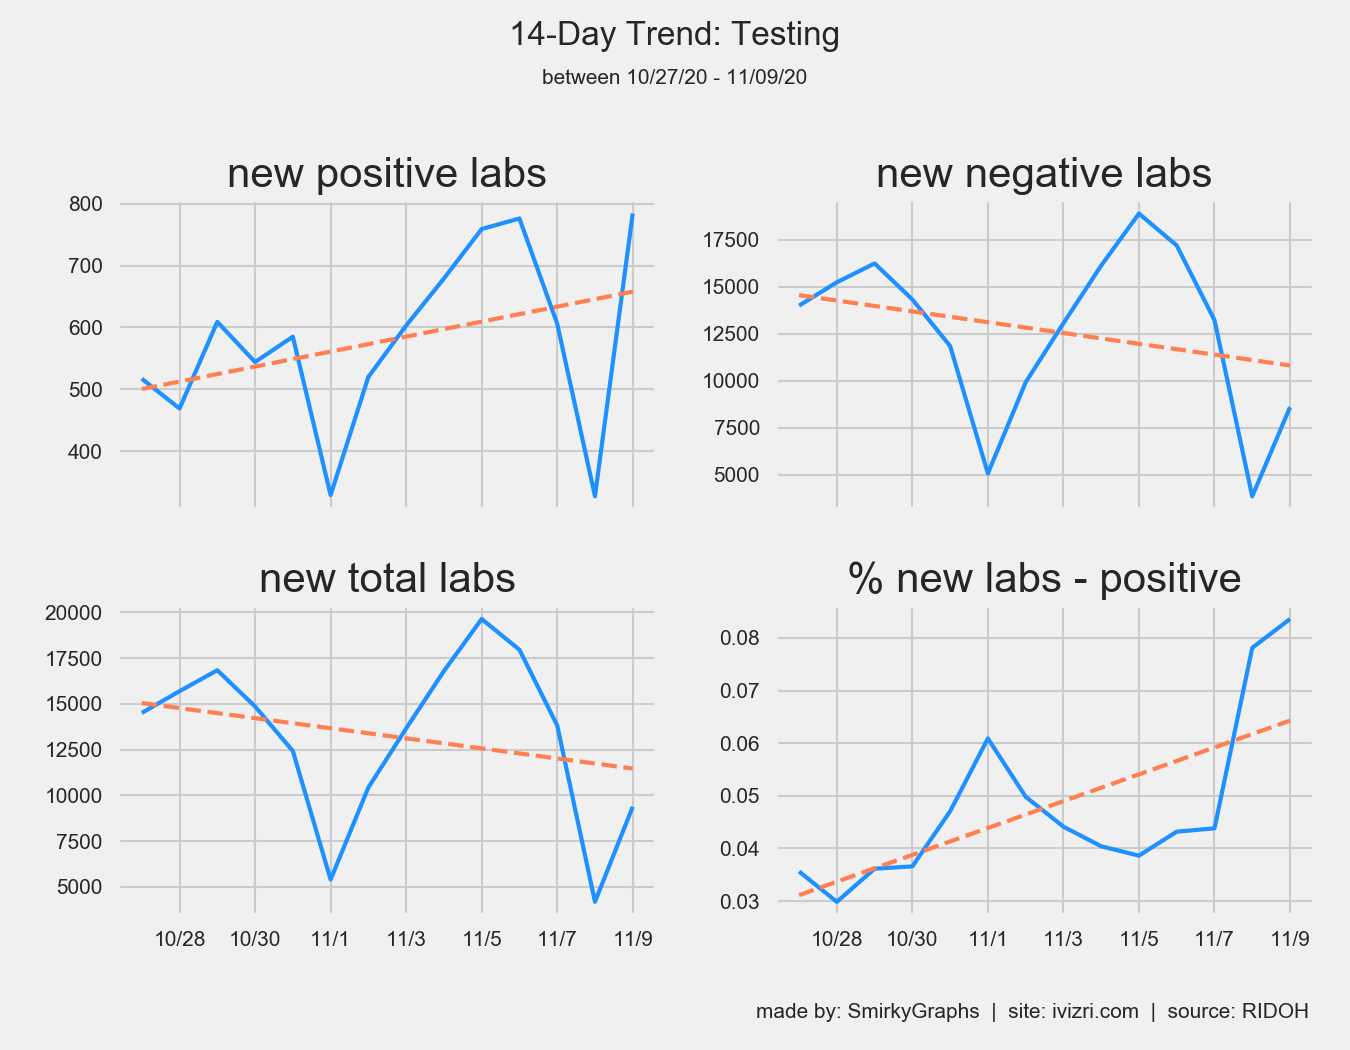 14-Day Trend: Testing
between 10/27/20 - 11/09/20
new positive labs
800
700
600
500
400
new negative labs
17500
15000
12500
10000
7500
5000
new total labs
20000
17500
15000
12500
10000
7500
5000
10/28 10/30 11/1 11/3 11/5 11/7 11/9
% new labs - positive
0.08
0.07
0.06
0.05
0.04
0.03
10/28 10/30 11/1 11/3 11/5 11/7 11/9
made by: SmirkyGraphs | site: ivizri.com | source: RIDOH